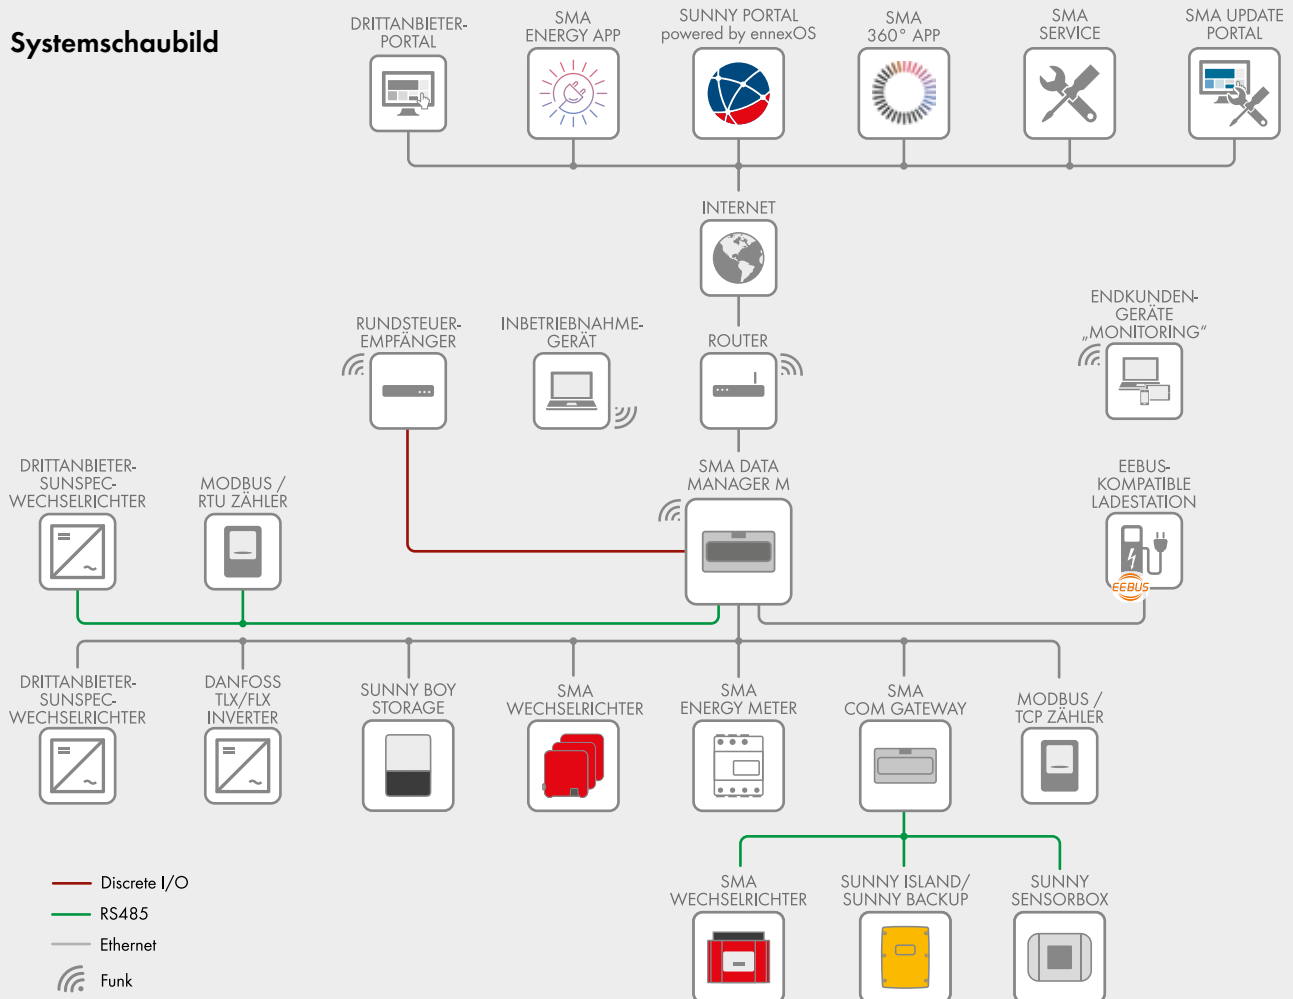 Systemschaubild
DRITTANBIETER-
PORTAL
SMA
ENERGY APP
SUNNY PORTAL
powered by ennexOS
SMA
360° APP
SMA
SERVICE
SMA UPDATE
PORTAL
INTERNET
RUNDSTEUER-
EMPFÄNGER
INBETRIEBNAHME-
GERÄT
ROUTER
ENDKUNDEN-
GERÄTE
„MONITORING“
DRITTANBIETER-
SUNSPEC-
WECHSELRICHTER
MODBUS /
RTU ZÄHLER
SMA DATA
MANAGER M
EEBUS-
KOMPATIBLE
LADESTATION
EEBUS
DRITTANBIETER-
SUNSPEC-
WECHSELRICHTER
DANFOSS
TLX/FLX
INVERTER
SUNNY BOY
STORAGE
SMA
WECHSELRICHTER
SMA
ENERGY METER
SMA
COM GATEWAY
MODBUS /
TCP ZÄHLER
SMA
WECHSELRICHTER
SUNNY ISLAND/
SUNNY BACKUP
SUNNY
SENSORBOX
Discrete I/O
RS485
Ethernet
Funk